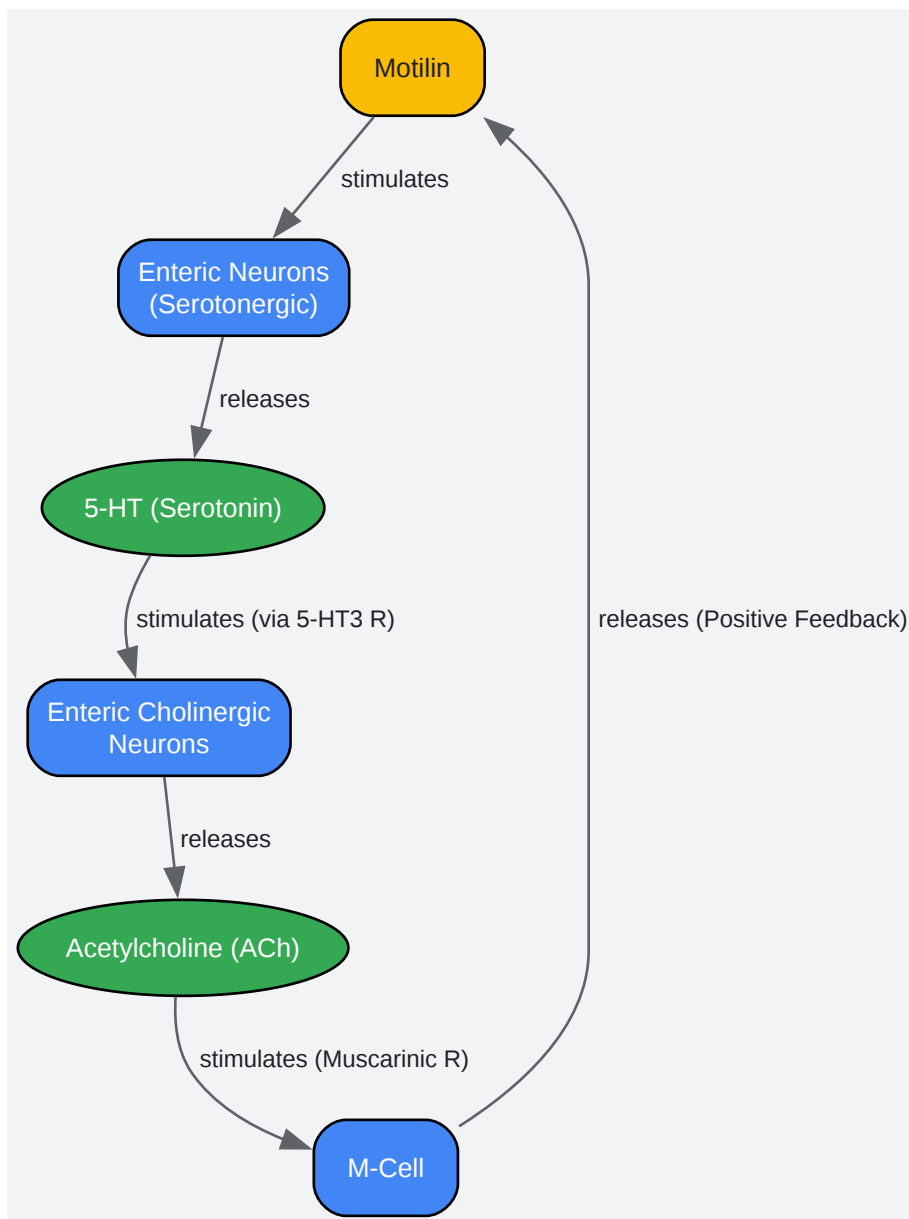 Motilin
stimulates
Enteric Neurons
(Serotonergic)
releases
5-HT (Serotonin)
stimulates (via 5-HT3 R)
releases (Positive Feedback)
Enteric Cholinergic
Neurons
releases
Acetylcholine (ACh)
stimulates (Muscarinic R)
M-Cell